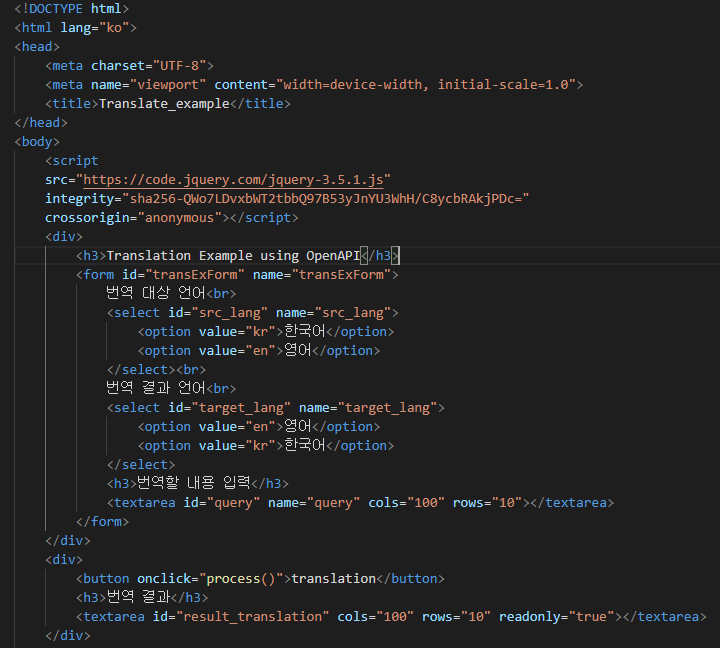 <!DOCTYPE html>
<html lang="ko">
<head>
    <meta charset="UTF-8">
    <meta name="viewport" content="width=device-width, initial-scale=1.0">
    <title>Translate_example</title>
</head>
<body>
    <script
    src="https://code.jquery.com/jquery-3.5.1.js"
    integrity="sha256-QWo7LDvxbWT2tbbQ97B53yJnYU3WhH/C8ycbRAkjPDc="
    crossorigin="anonymous"></script>
    <div>
        <h3>Translation Example using OpenAPI</h3>
        <form id="transExForm" name="transExForm">
            번역 대상 언어<br>
            <select id="src_lang" name="src_lang">
                <option value="kr">한국어</option>
                <option value="en">영어</option>
            </select><br>
            번역 결과 언어<br>
            <select id="target_lang" name="target_lang">
                <option value="en">영어</option>
                <option value="kr">한국어</option>
            </select>
            <h3>번역할 내용 입력</h3>
            <textarea id="query" name="query" cols="100" rows="10"></textarea>
        </form>
    </div>
    <div>
        <button onclick="process()">translation</button>
        <h3>번역 결과</h3>
        <textarea id="result_translation" cols="100" rows="10" readonly="true"></textarea>
    </div>